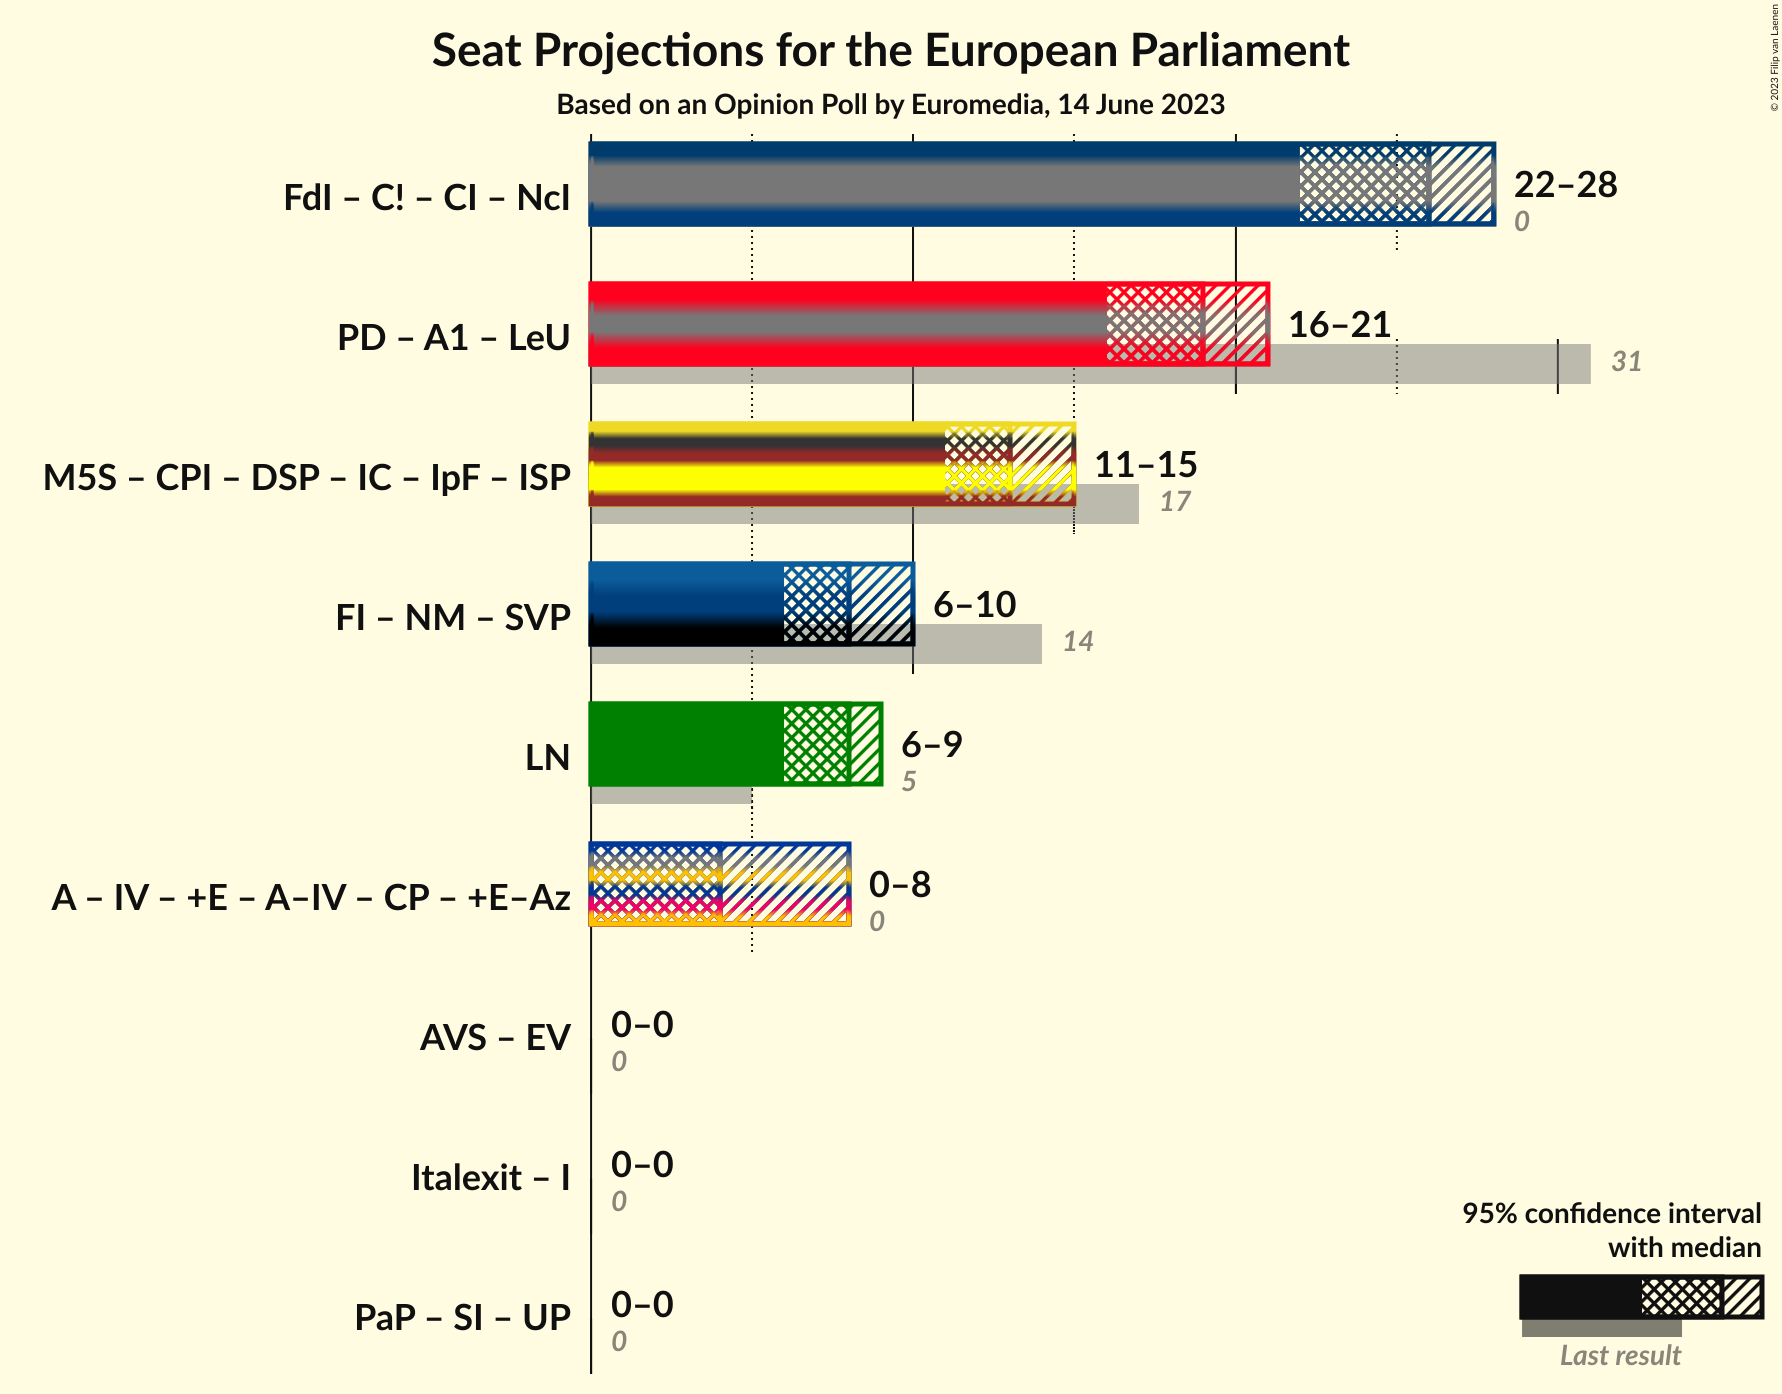 Seat Projections for the European Parliament
Based on an Opinion Poll by Euromedia, 14 June 2023
© 2023 Filip van Laenen
FdI – C! – CI – NcI
22–28
0
PD – A1 – LeU
16–21
31
M5S – CPI – DSP – IC – IpF – ISP
11–15
17
FI – NM – SVP
6–10
14
LN
6–9
5
A – IV – +E – A–IV – CP – +E–Az
0–8
0
AVS – EV
0–0
0
Italexit – I
0–0
0
PaP – SI – UP
0–0
0
95% confidence interval
with median
Last result